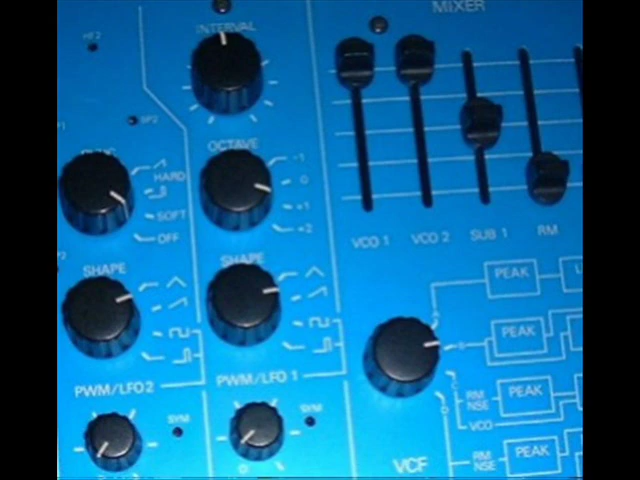 MIXER
INTERVAL
HF2
SP2
OCTAVE
-1
HARD
0
SOFT
+1
OFF
+2
VCO 1
VCO 2
SUB 1
RM
SHAPE
SHAPE
PEAK
PEAK
PWM/LFO 2
PWM/LFO 1
RM
NSE
PEAK
VCO
SYM
SYM
RM
NSE
PEAK
VCF